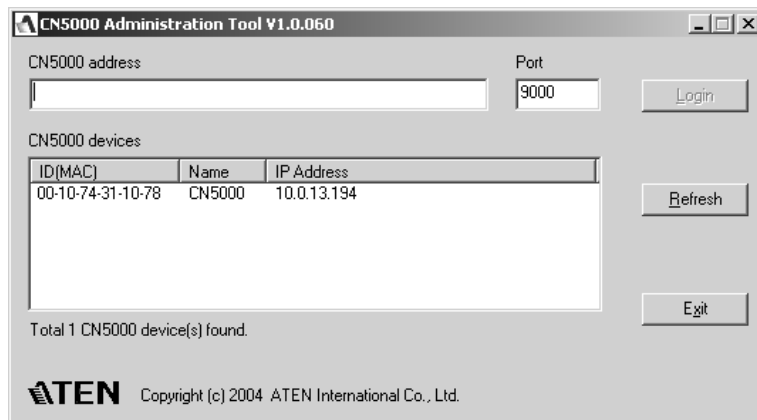 CN5000 Administration Tool V1.0.060
CN5000 address Port
9000 Login
CN5000 devices
ID(MAC) Name IP Address
00-10-74-31-10-78 CN5000 10.0.13.194
Refresh
Exit
Total 1 CN5000 device(s) found.
ATEN Copyright (c) 2004 ATEN International Co., Ltd.